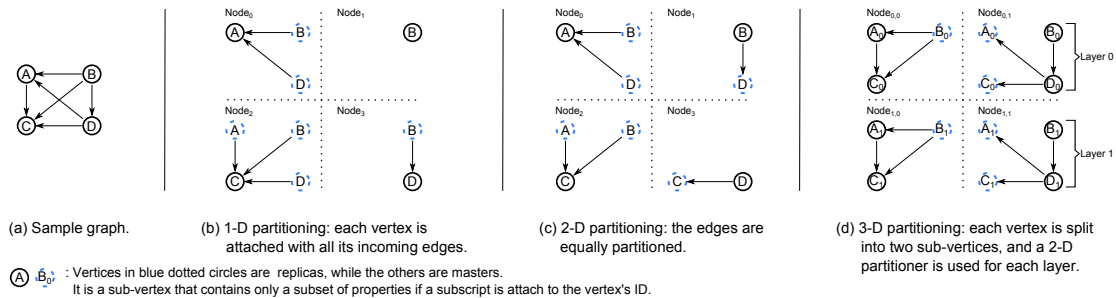 Node0 Node1 Node0 Node1 Node0,0 Node0,1
A B B A B B A0 B0 A0 B0
Layer 0
A B
D D D C0 C0 D0
C D
Node2 Node3 Node2 Node3 Node1,0 Node1,1
A B B A B A1 B1 A1 B1
Layer 1
C D D C C D C1 C1 D1
(a) Sample graph.
(b) 1-D partitioning: each vertex is
attached with all its incoming edges.
(c) 2-D partitioning: the edges are
equally partitioned.
(d) 3-D partitioning: each vertex is split
into two sub-vertices, and a 2-D
partitioner is used for each layer.
A B0 : Vertices in blue dotted circles are replicas, while the others are masters.
It is a sub-vertex that contains only a subset of properties if a subscript is attach to the vertex's ID.